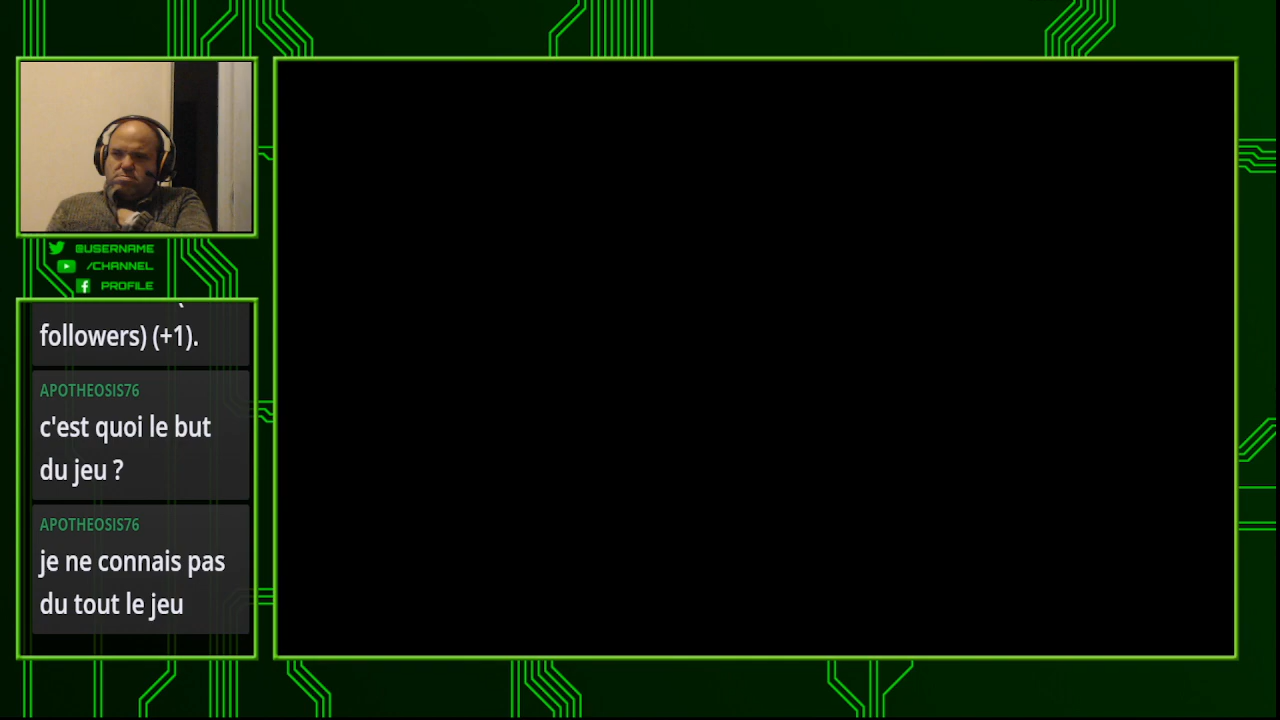 @USERNAME
/CHANNEL
PROFILE
followers) (+1).
APOTHEOSIS76
c'est quoi le but
du jeu ?
APOTHEOSIS76
je ne connais pas
du tout le jeu